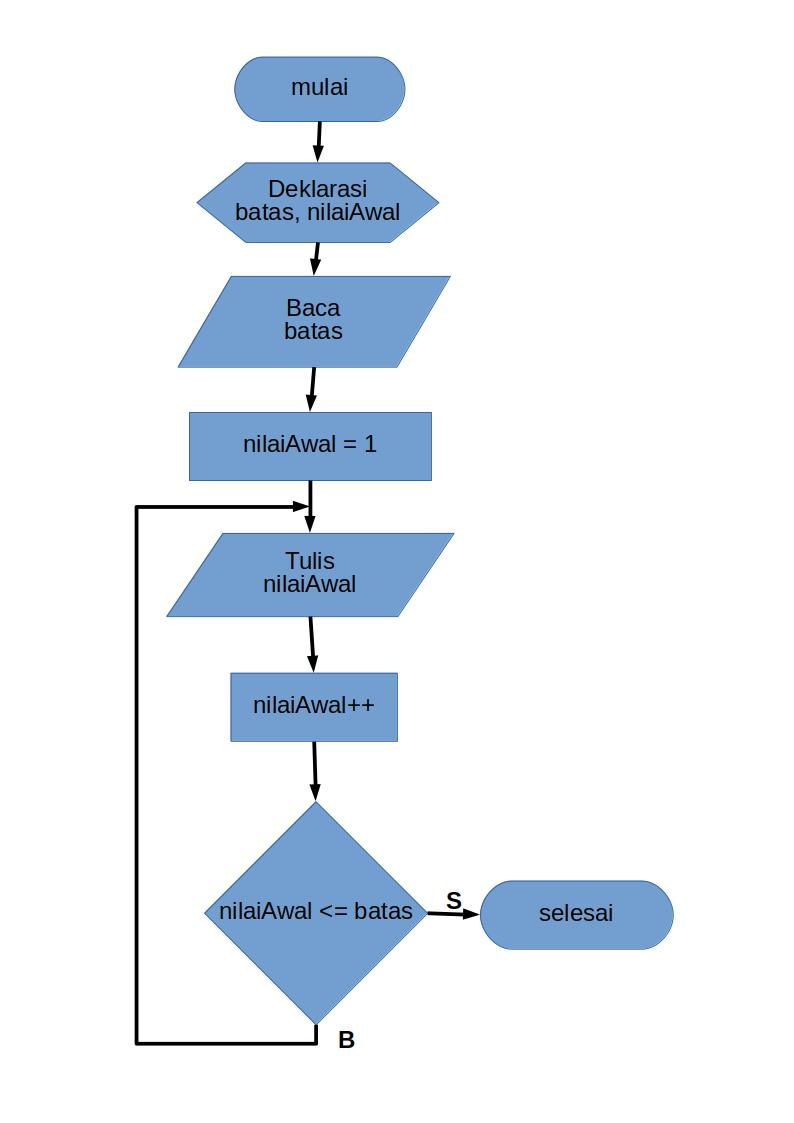 mulai
Deklarasi
batas, nilaiAwal
Baca
batas
nilaiAwal = 1
Tulis
nilaiAwal
nilaiAwal++
nilaiAwal <= batas
S
selesai
B